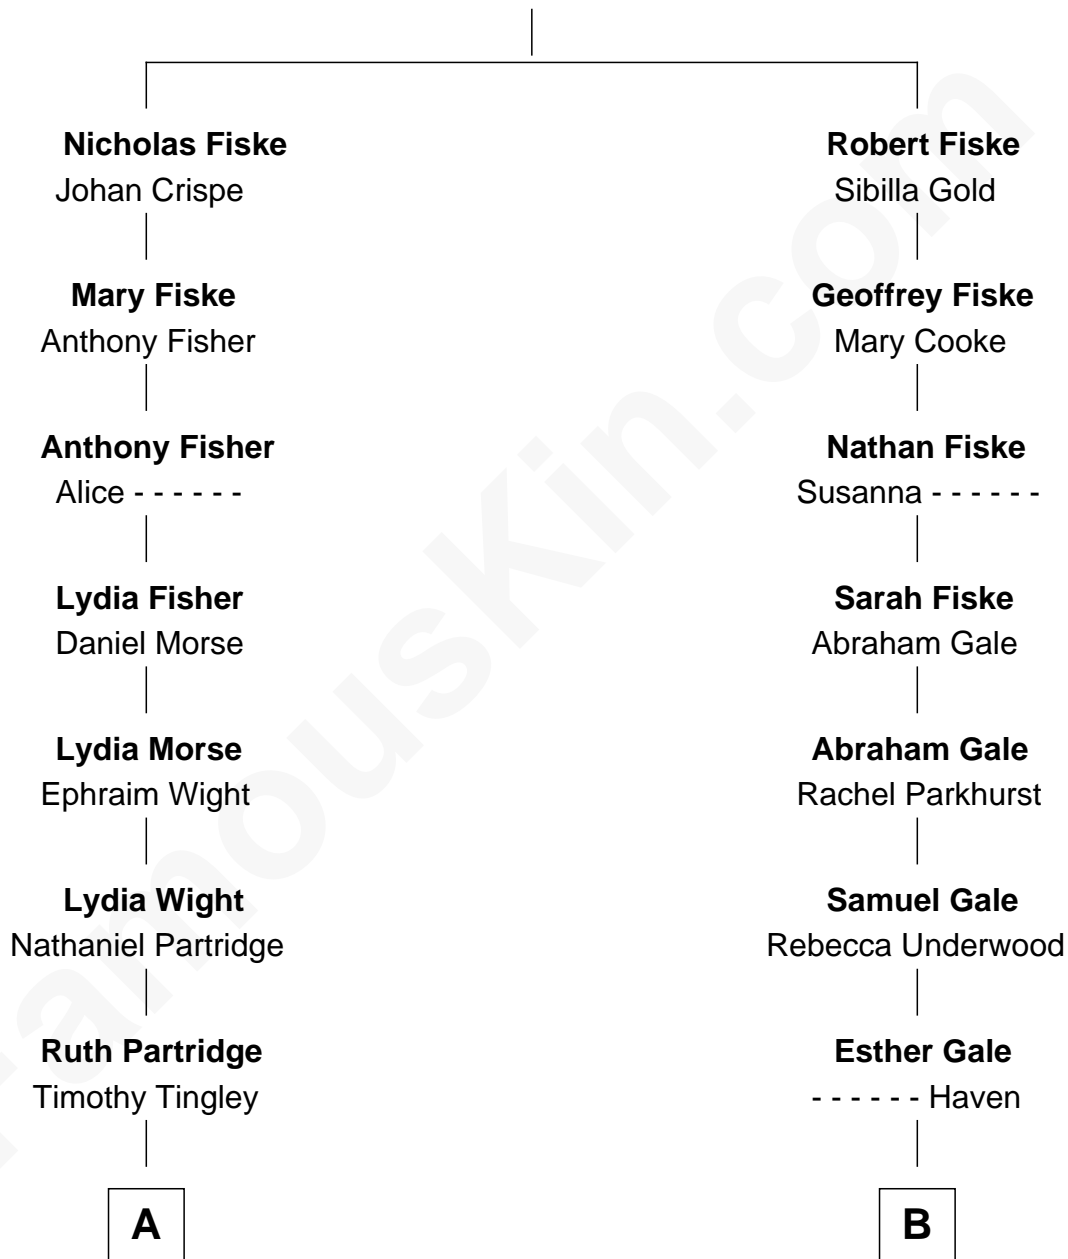 Nicholas Fiske
Johan Crispe
Mary Fiske
Anthony Fisher
Anthony Fisher
Alice - - - - - -
Lydia Fisher
Daniel Morse
Lydia Morse
Ephraim Wight
Lydia Wight
Nathaniel Partridge
Ruth Partridge
Timothy Tingley
A
Robert Fiske
Sibilla Gold
Geoffrey Fiske
Mary Cooke
Nathan Fiske
Susanna - - - - - -
Sarah Fiske
Abraham Gale
Abraham Gale
Rachel Parkhurst
Samuel Gale
Rebecca Underwood
Esther Gale
- - - - - - Haven
B
FamousKin.com